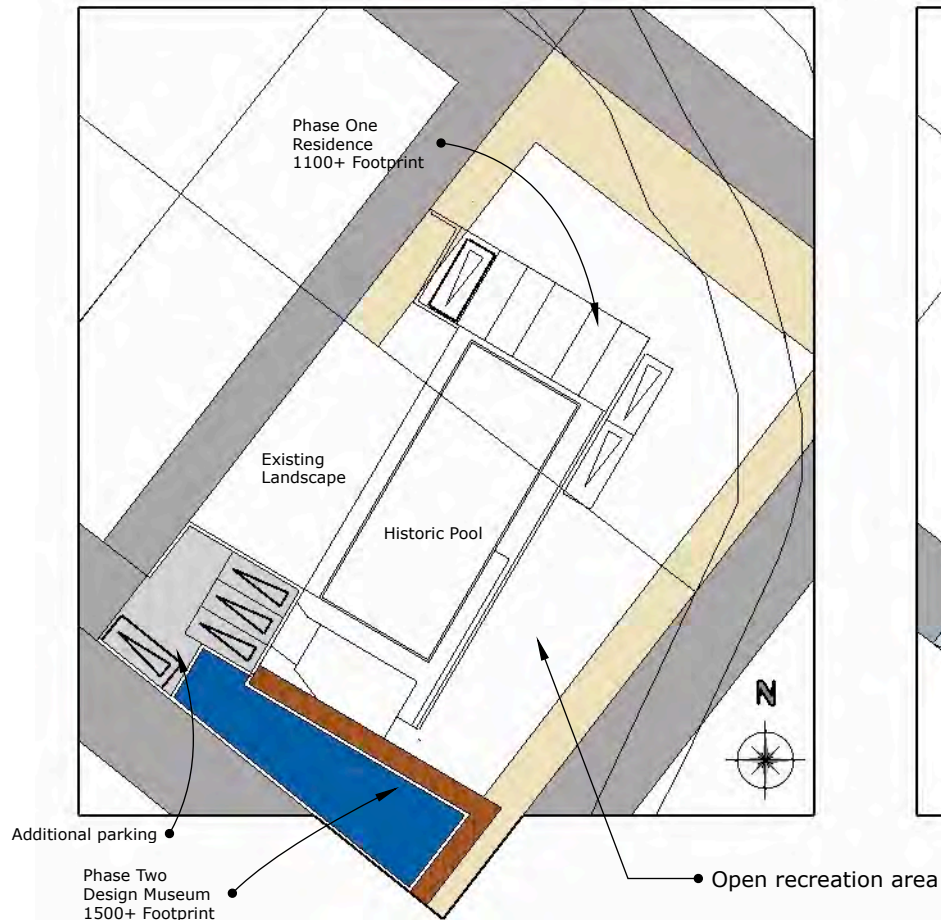 Phase One
Residence
1100+ Footprint
Existing
Landscape
Historic Pool
N
Additional parking
Phase Two
Design Museum
1500+ Footprint
Open recreation area